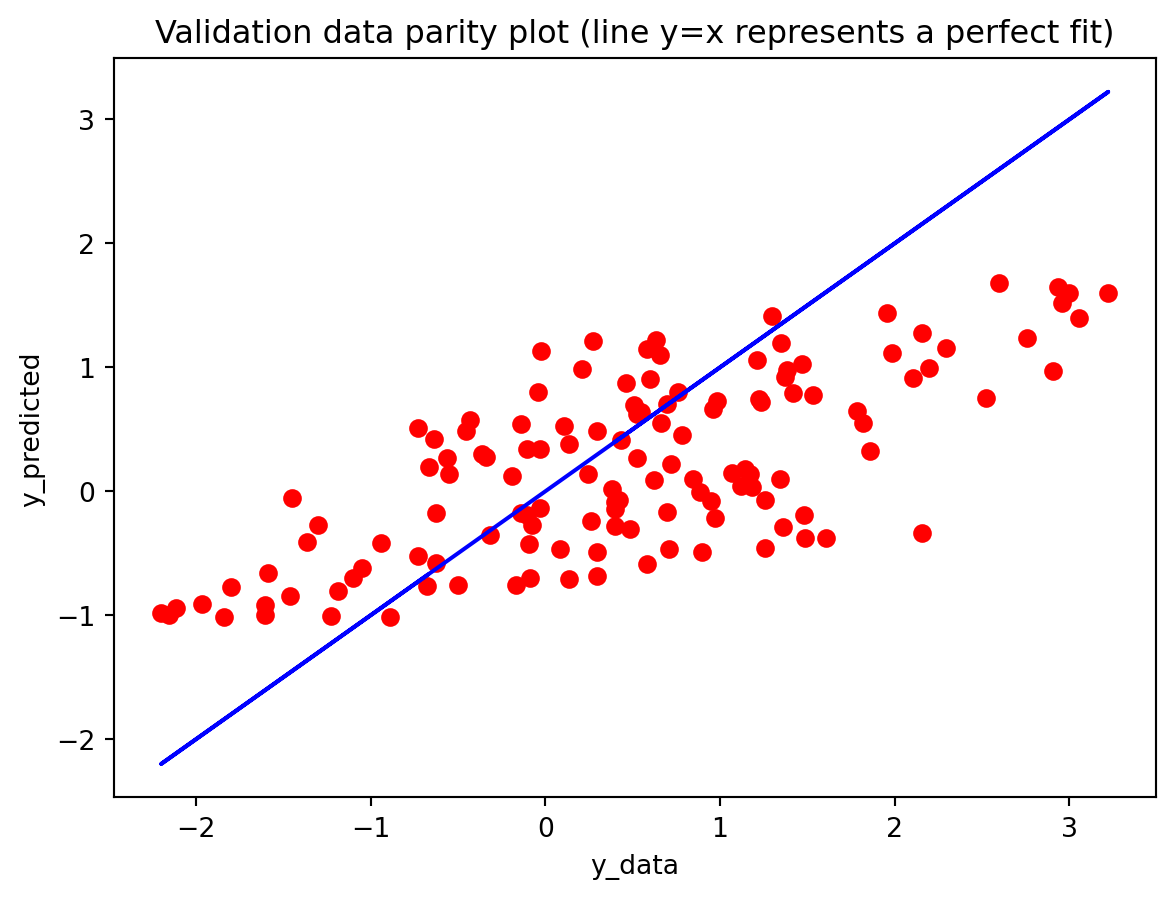 Validation data parity plot (line y=x represents a perfect fit)
3
2
1
0
−1
−2
y_predicted
−2 −1 0 1 2 3
y_data